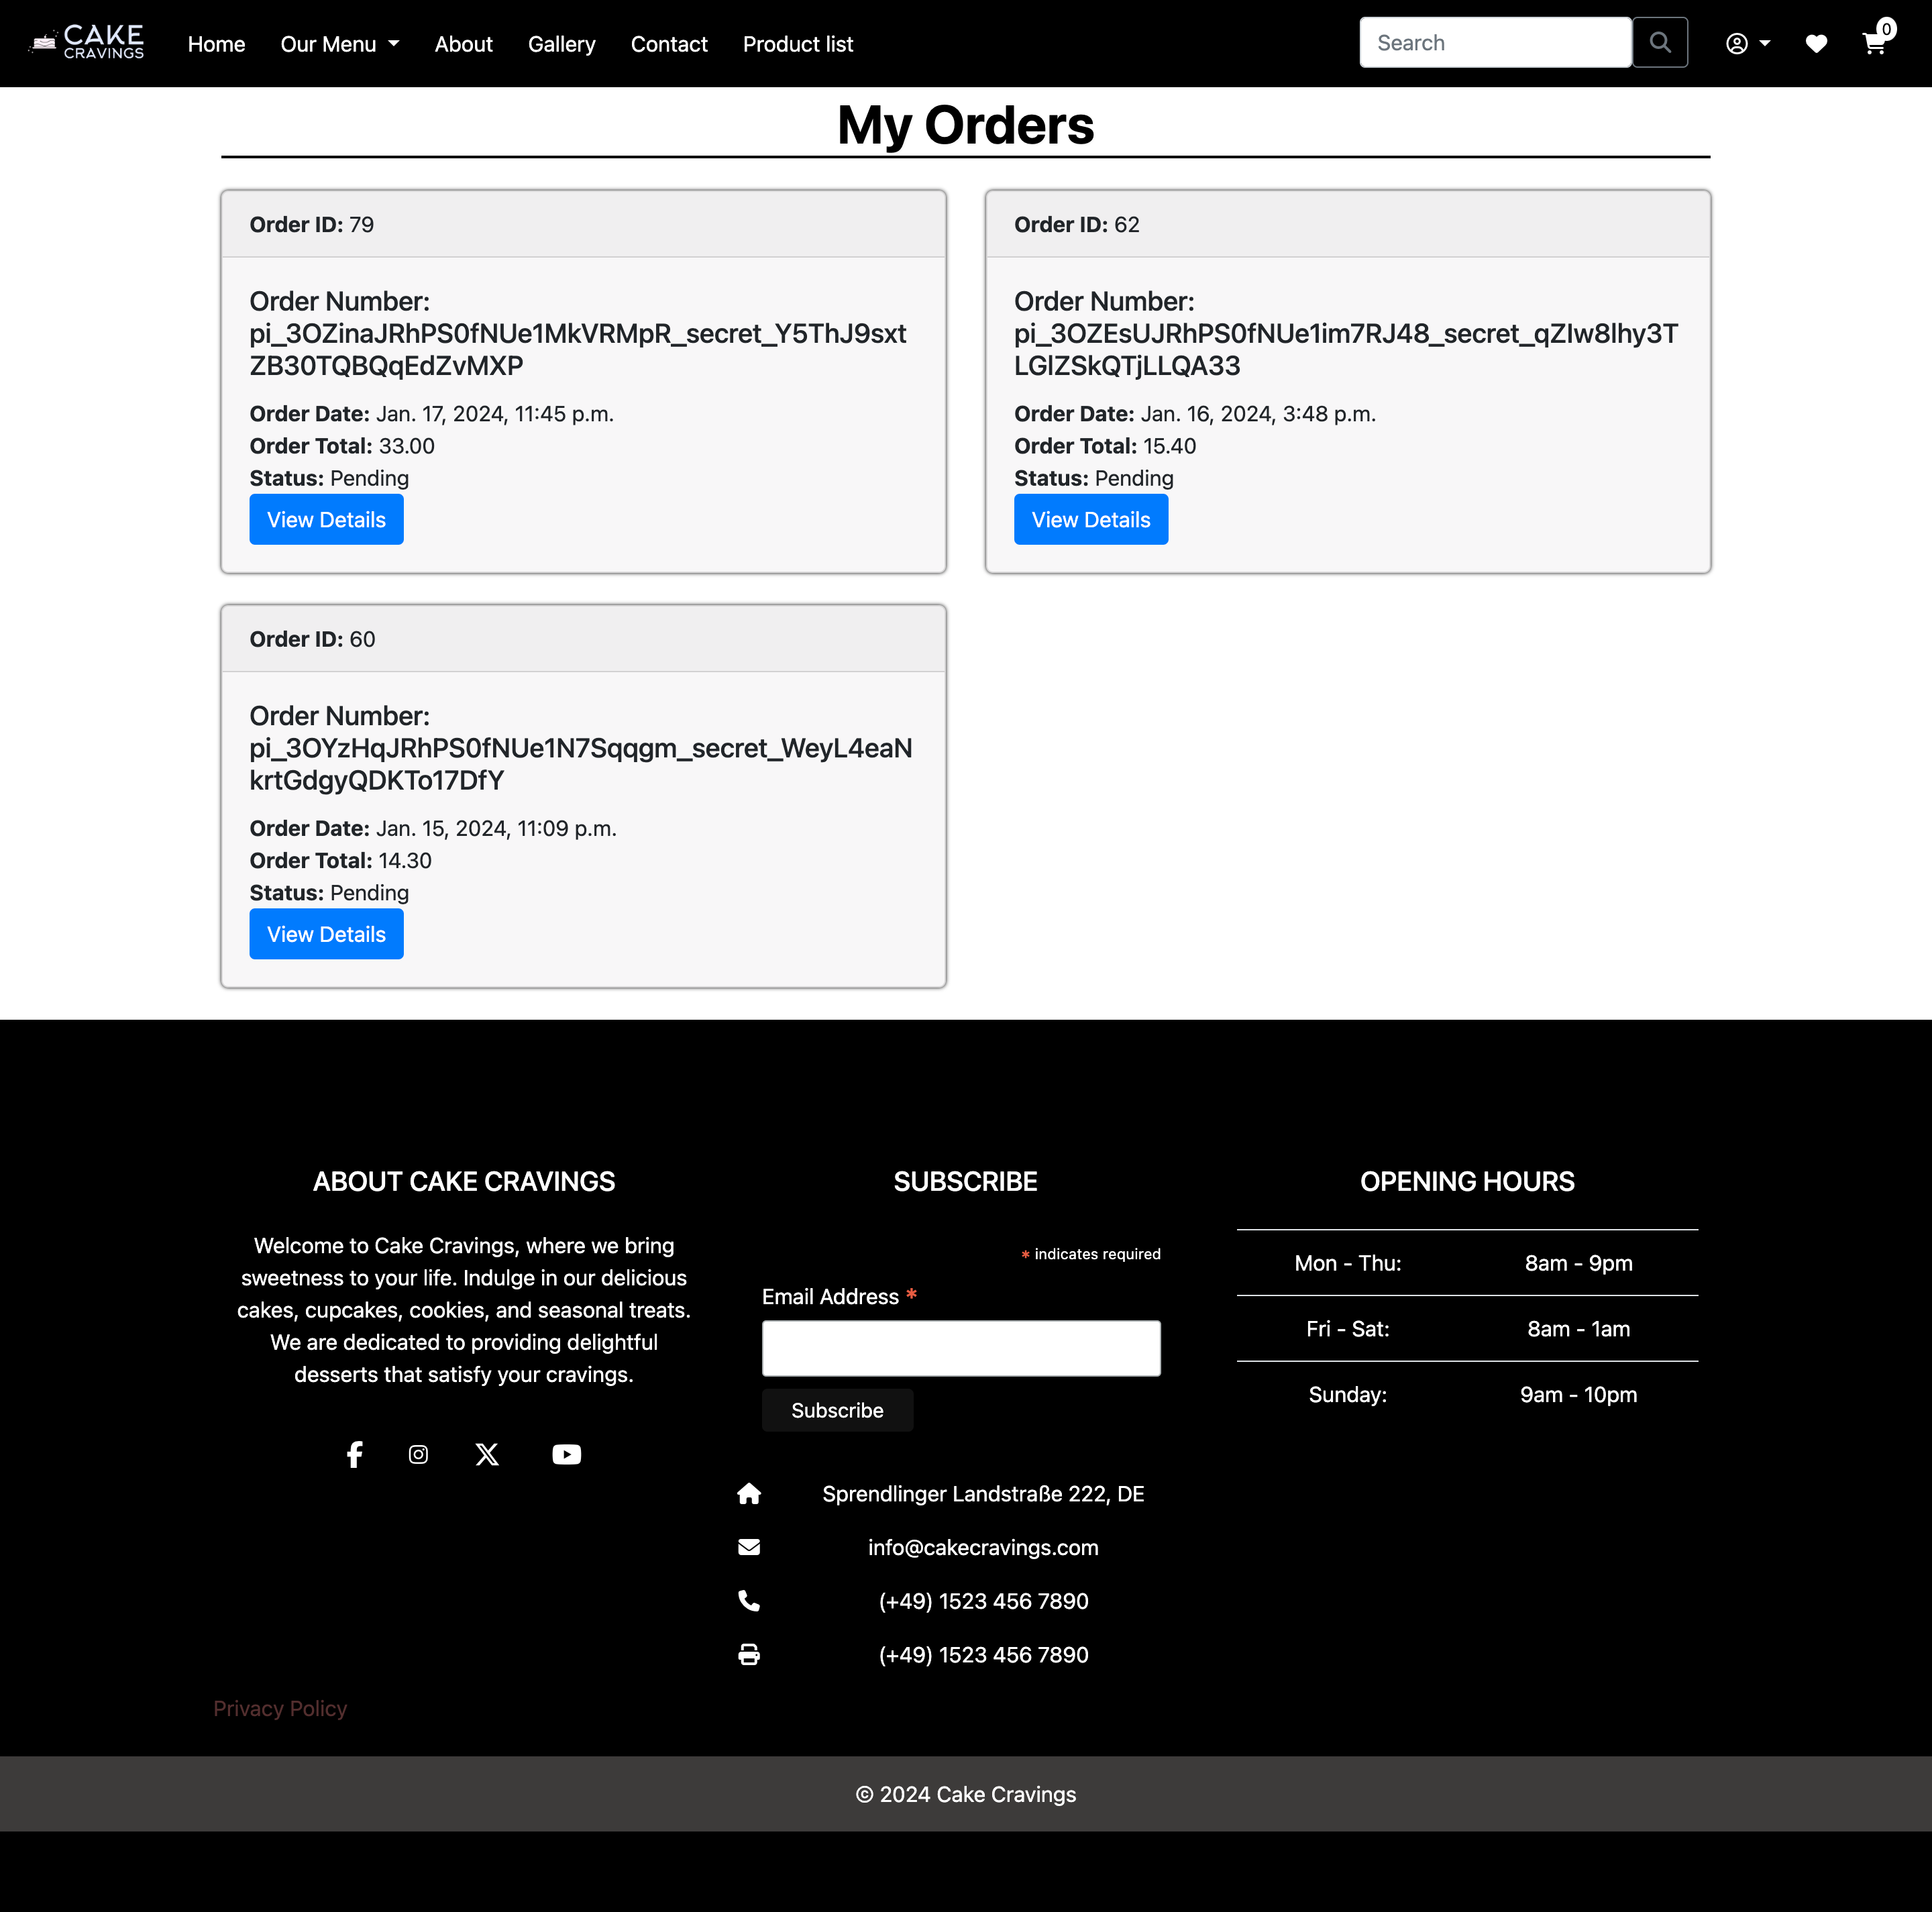 CAKE
CRAVINGS
Home Our Menu About Gallery Contact Product list Search 0
My Orders
Order ID: 79
Order Number:
pi_3OZinaJRhPS0fNUe1MkVRMpR_secret_Y5ThJ9sxt
ZB30TQBQqEdZvMXP
Order Date: Jan. 17, 2024, 11:45 p.m.
Order Total: 33.00
Status: Pending
View Details
Order ID: 62
Order Number:
pi_3OZEsUJRhPS0fNUe1im7RJ48_secret_qZIw8lhy3T
LGlZSkQTjLLQA33
Order Date: Jan. 16, 2024, 3:48 p.m.
Order Total: 15.40
Status: Pending
View Details
Order ID: 60
Order Number:
pi_3OYzHqJRhPS0fNUe1N7Sqqgm_secret_WeyL4eaN
krtGdgyQDKTo17DfY
Order Date: Jan. 15, 2024, 11:09 p.m.
Order Total: 14.30
Status: Pending
View Details
ABOUT CAKE CRAVINGS
Welcome to Cake Cravings, where we bring
sweetness to your life. Indulge in our delicious
cakes, cupcakes, cookies, and seasonal treats.
We are dedicated to providing delightful
desserts that satisfy your cravings.
SUBSCRIBE
* indicates required
Email Address *
Subscribe
Sprendlinger Landstraße 222, DE
info@cakecravings.com
(+49) 1523 456 7890
(+49) 1523 456 7890
OPENING HOURS
Mon - Thu: 8am - 9pm
Fri - Sat: 8am - 1am
Sunday: 9am - 10pm
Privacy Policy
© 2024 Cake Cravings